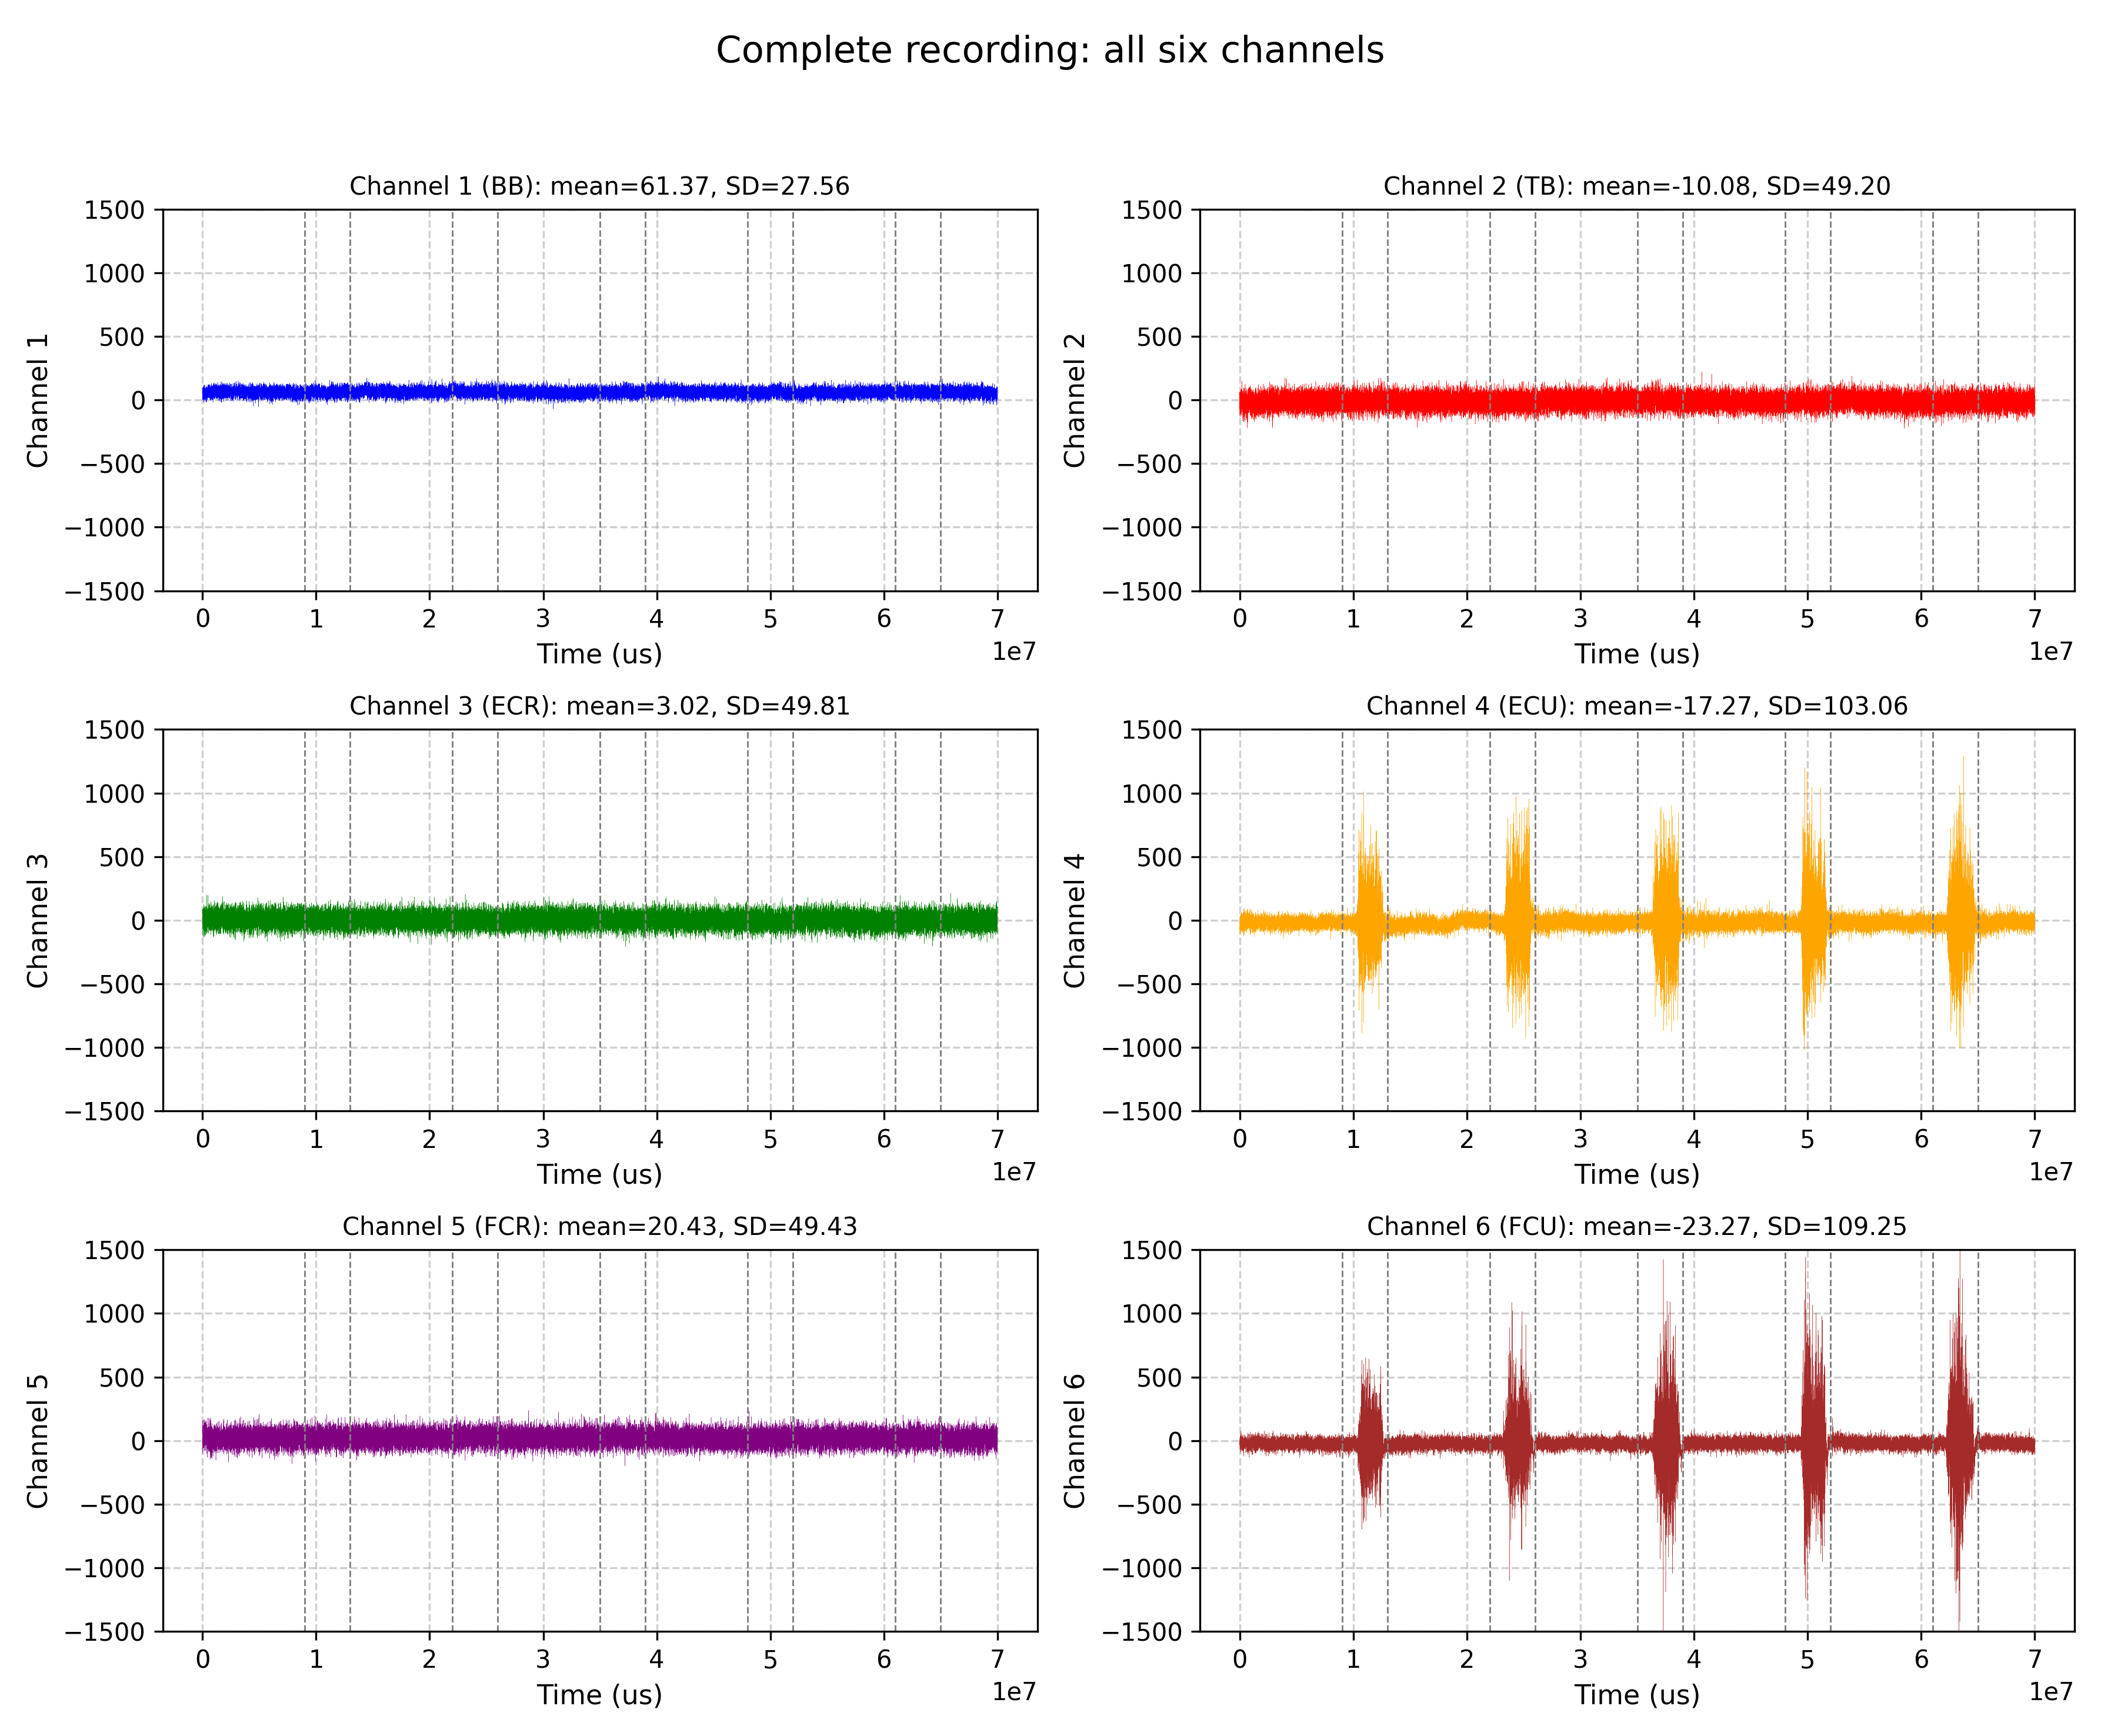 Complete recording: all six channels
Channel 1 (BB): mean=61.37, SD=27.56
1500
1000
500
0
−500
−1000
−1500
Channel 1
0 1 2 3 4 5 6 7
1e7
Time (us)
Channel 2 (TB): mean=-10.08, SD=49.20
1500
1000
500
0
−500
−1000
−1500
Channel 2
0 1 2 3 4 5 6 7
1e7
Time (us)
Channel 3 (ECR): mean=3.02, SD=49.81
1500
1000
500
0
−500
−1000
−1500
Channel 3
0 1 2 3 4 5 6 7
1e7
Time (us)
Channel 4 (ECU): mean=-17.27, SD=103.06
1500
1000
500
0
−500
−1000
−1500
Channel 4
0 1 2 3 4 5 6 7
1e7
Time (us)
Channel 5 (FCR): mean=20.43, SD=49.43
1500
1000
500
0
−500
−1000
−1500
Channel 5
0 1 2 3 4 5 6 7
1e7
Time (us)
Channel 6 (FCU): mean=-23.27, SD=109.25
1500
1000
500
0
−500
−1000
−1500
Channel 6
0 1 2 3 4 5 6 7
1e7
Time (us)